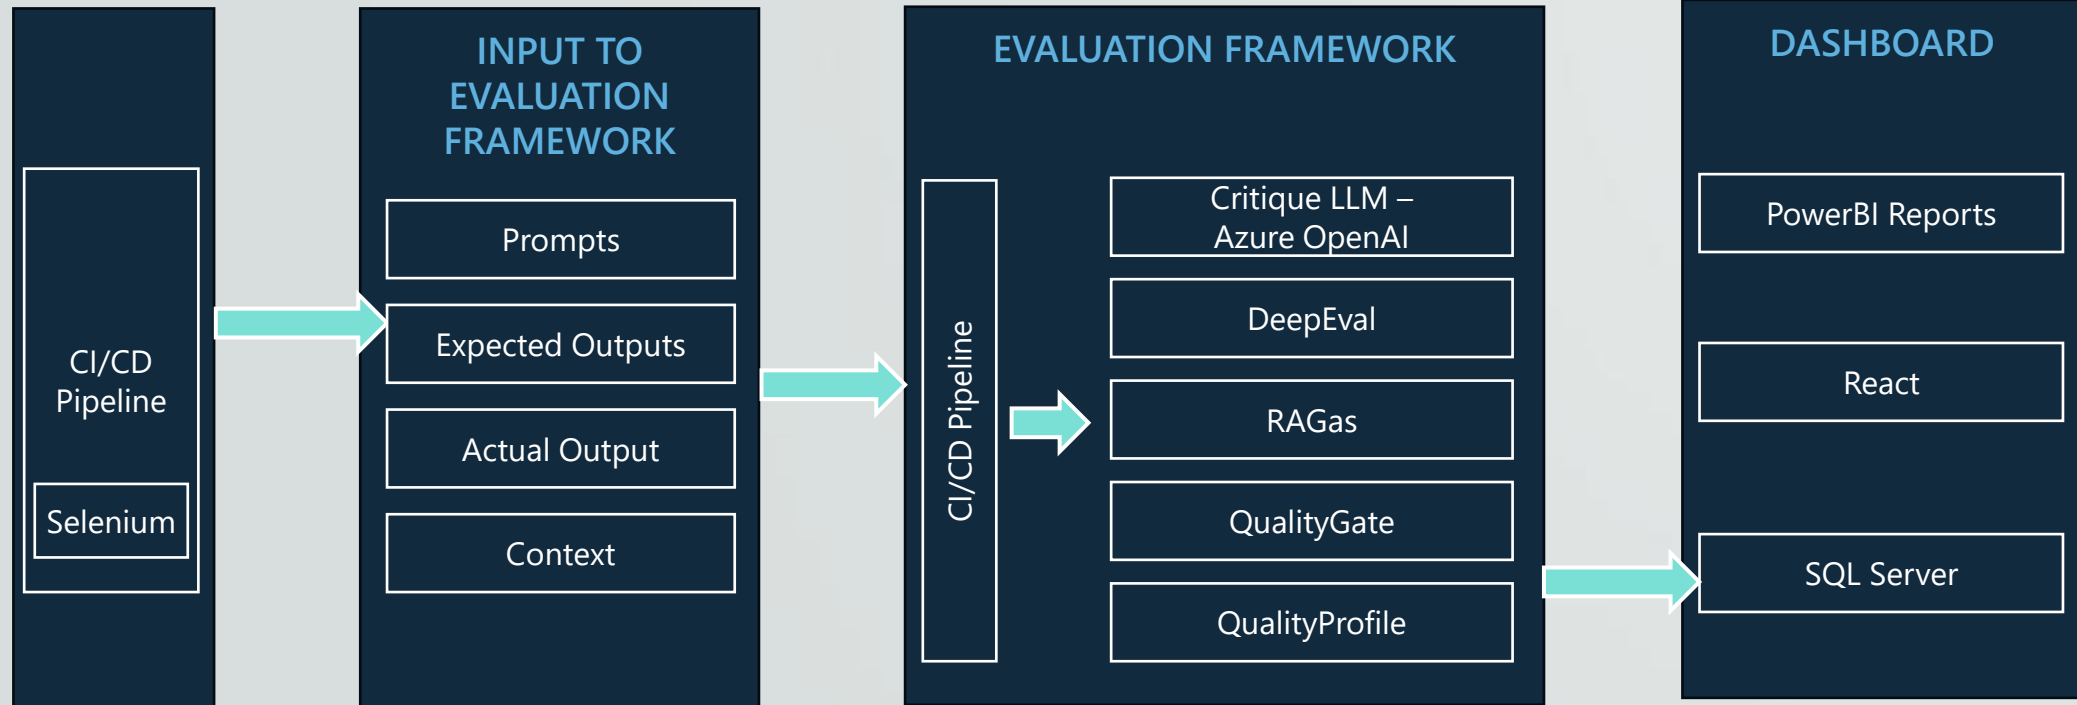 CI/CD
Pipeline
Selenium
INPUT TO
EVALUATION
FRAMEWORK
Prompts
Expected Outputs
Actual Output
Context
EVALUATION FRAMEWORK
CI/CD Pipeline
Critique LLM –
Azure OpenAI
DeepEval
RAGas
QualityGate
QualityProfile
DASHBOARD
PowerBI Reports
React
SQL Server